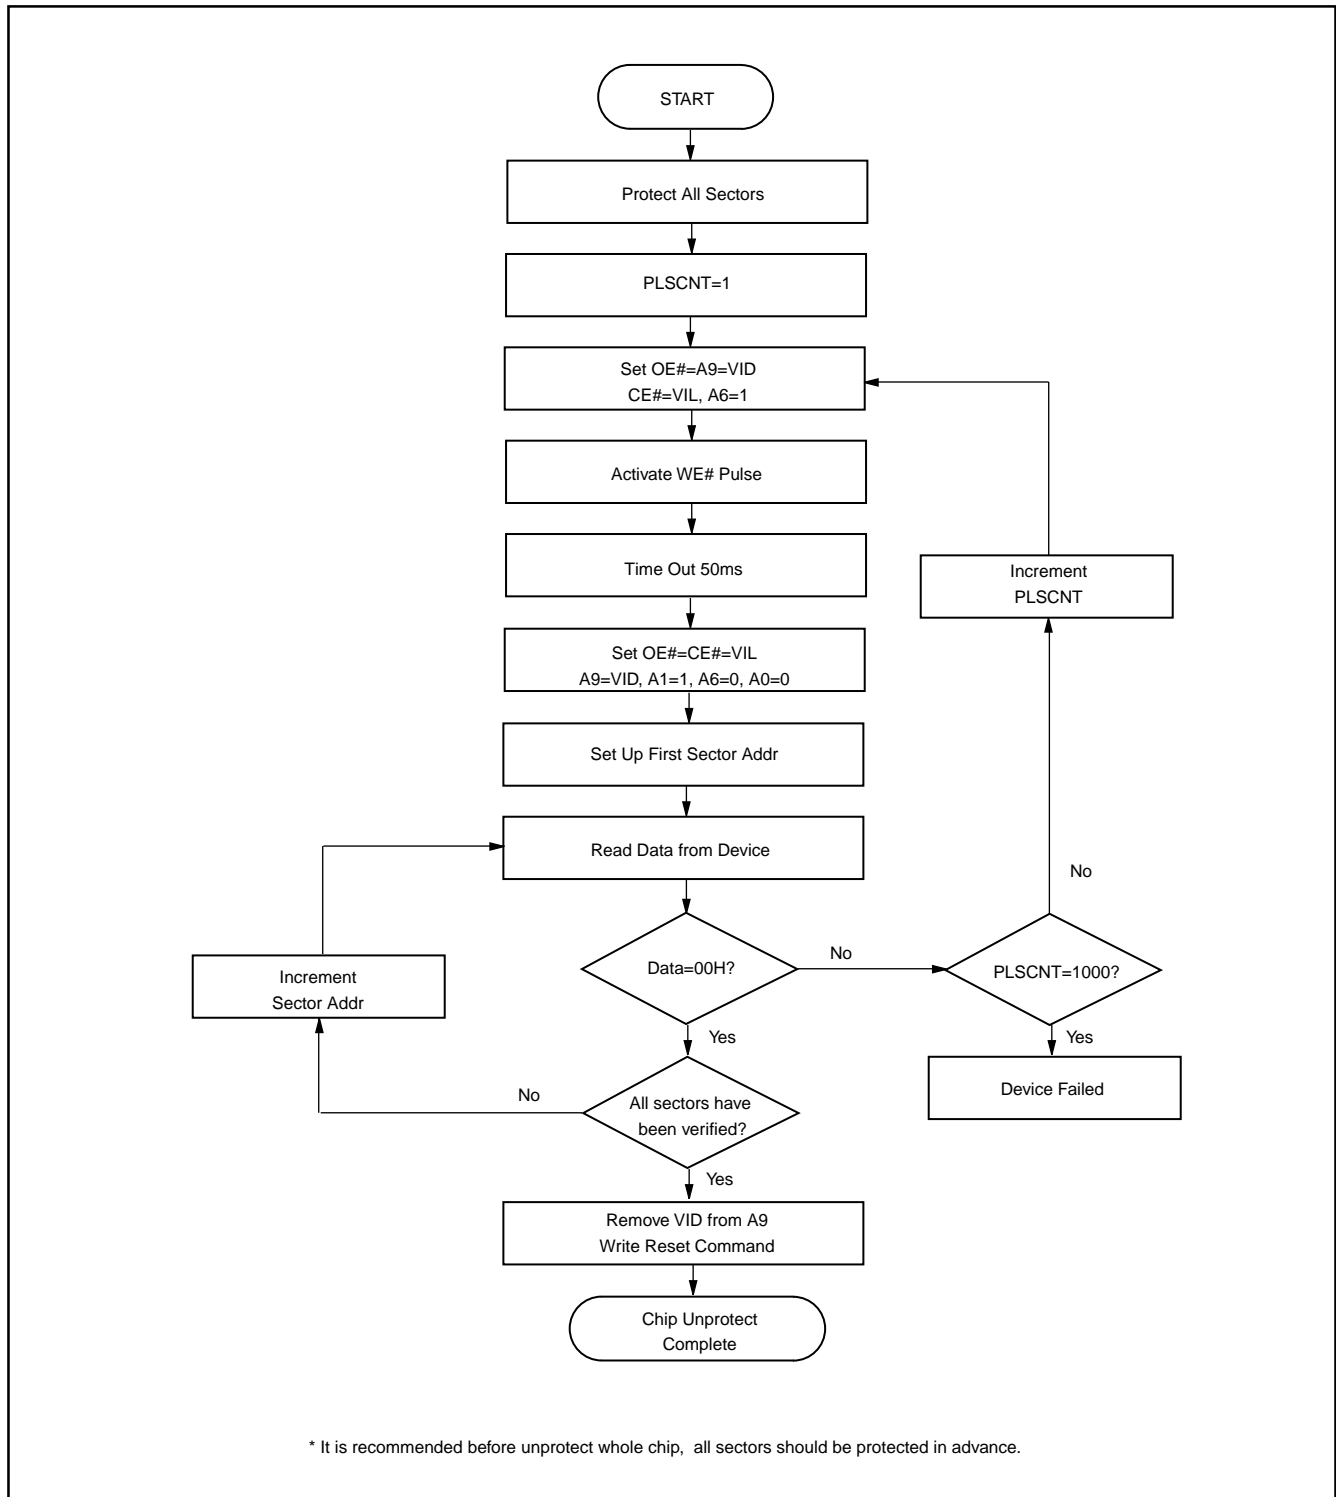 START
Protect All Sectors
PLSCNT=1
Set OE#=A9=VID
CE#=VIL, A6=1
Activate WE# Pulse
Time Out 50ms
Increment
PLSCNT
Set OE#=CE#=VIL
A9=VID, A1=1, A6=0, A0=0
Set Up First Sector Addr
Read Data from Device
No
Data=00H?
No
PLSCNT=1000?
Increment
Sector Addr
Yes
Yes
Device Failed
No
All sectors have
been verified?
Yes
Remove VID from A9
Write Reset Command
Chip Unprotect
Complete
* It is recommended before unprotect whole chip, all sectors should be protected in advance.